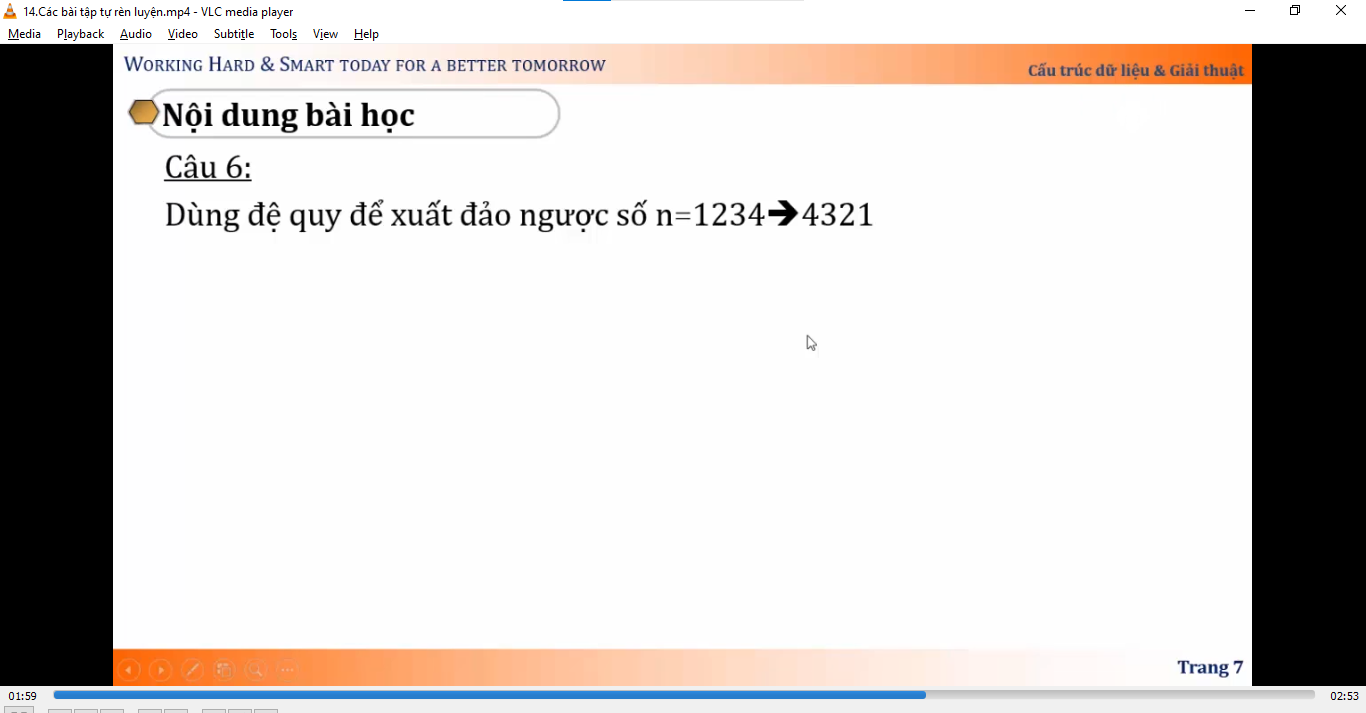 14.Các bài tập tự rèn luyện.mp4 - VLC media player
Media Playback Audio Video Subtitle Tools View Help
WORKING HARD & SMART TODAY FOR A BETTER TOMORROW
Cấu trúc dữ liệu & Giải thuật
Nội dung bài học
Câu 6:
Dùng đệ quy để xuất đảo ngược số n=1234➔4321
Trang 7
01:59
02:53